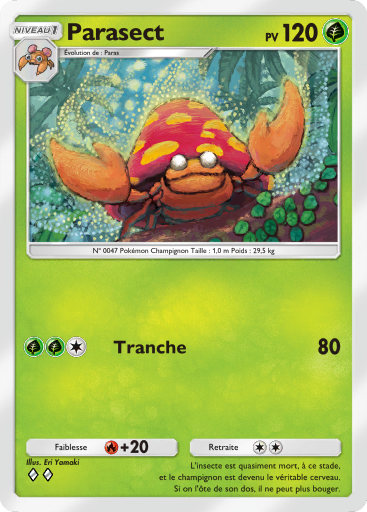 NIVEAU 1
Parasect
PV 120
Évolution de : Paras
N° 0047 Pokémon Champignon Taille : 1,0 m Poids : 29,5 kg
Tranche 80
Faiblesse +20 Retraite
Illus. Eri Yamaki
L'insecte est quasiment mort, à ce stade,
et le champignon est devenu le véritable cerveau.
Si on l'ôte de son dos, il ne peut plus bouger.